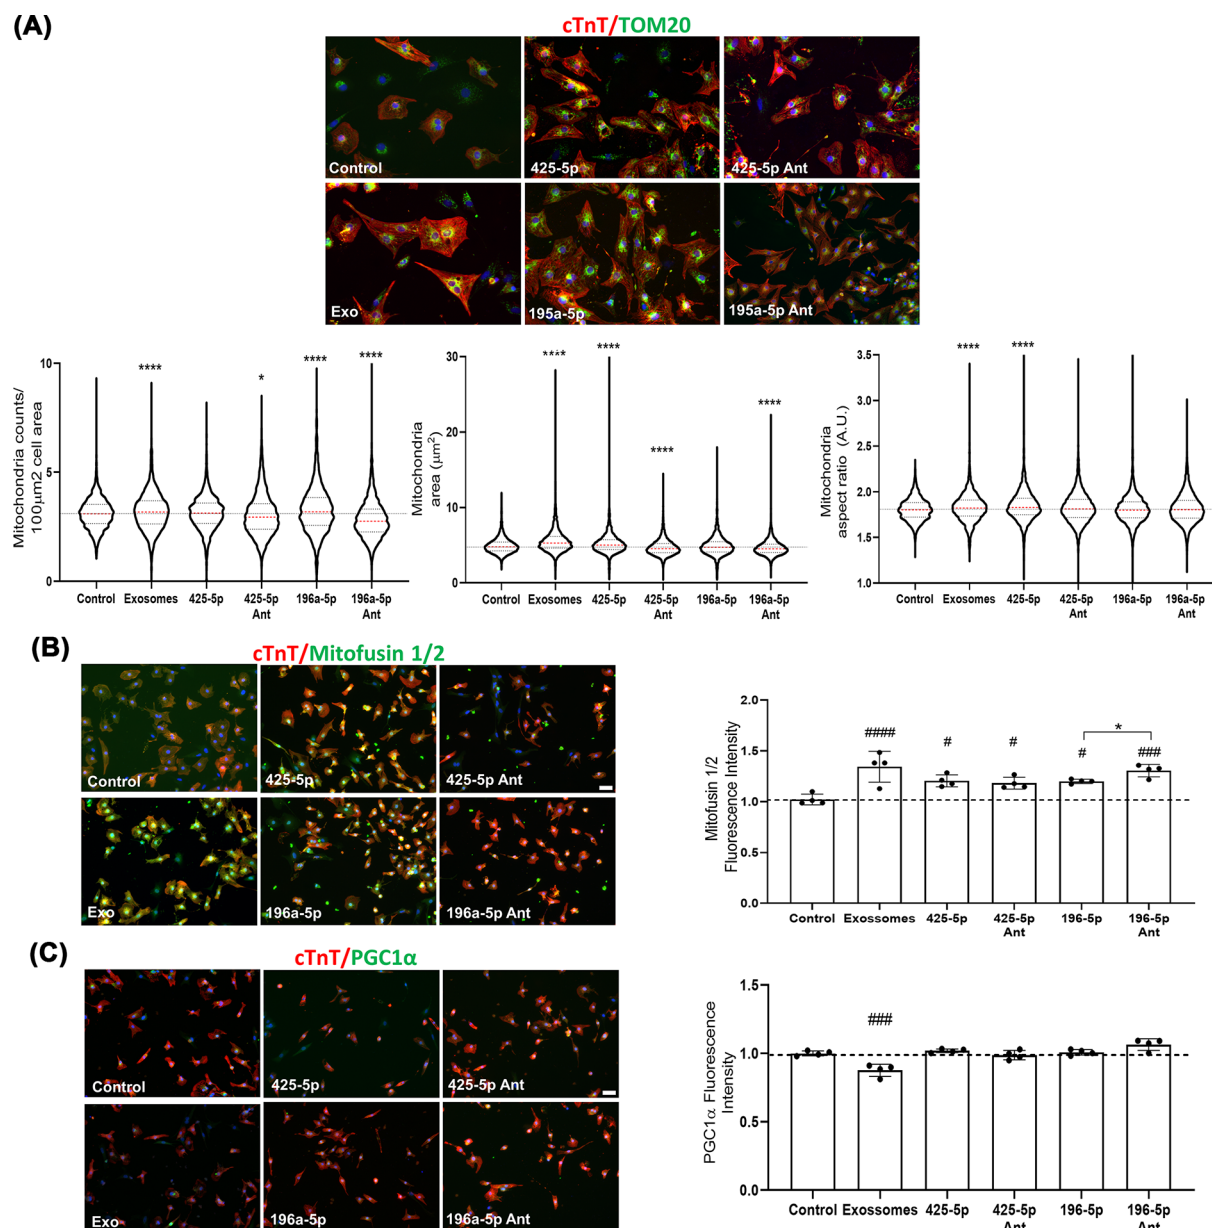 (A)
cTnT/TOM20
Control
425-5p
425-5p Ant
Exo
195a-5p
195a-5p Ant
Mitochondria counts/
100μm2 cell area
10
5
0
****
*
****
****
Control
Exosomes
425-5p
425-5p
Ant
196a-5p
196a-5p
Ant
Mitochondria
area (μm²)
30
20
10
0
****
****
****
****
Control
Exosomes
425-5p
425-5p
Ant
196a-5p
196a-5p
Ant
Mitochondria
aspect ratio (A.U.)
3.5
3.0
2.5
2.0
1.5
1.0
****
****
Control
Exosomes
425-5p
425-5p
Ant
196a-5p
196a-5p
Ant
(B)
cTnT/Mitofusin 1/2
Control
425-5p
425-5p Ant
Exo
196a-5p
196a-5p Ant
Mitofusin 1/2
Fluorescence Intensity
2.0
1.5
1.0
0.5
0.0
####
#
#
#
*
###
Control
Exossomes
425-5p
425-5p
Ant
196-5p
196-5p
Ant
(C)
cTnT/PGC1α
Control
425-5p
425-5p Ant
Exo
196a-5p
196a-5p Ant
PGC1α Fluorescence
Intensity
1.5
1.0
0.5
0.0
###
Control
Exossomes
425-5p
425-5p
Ant
196-5p
196-5p
Ant